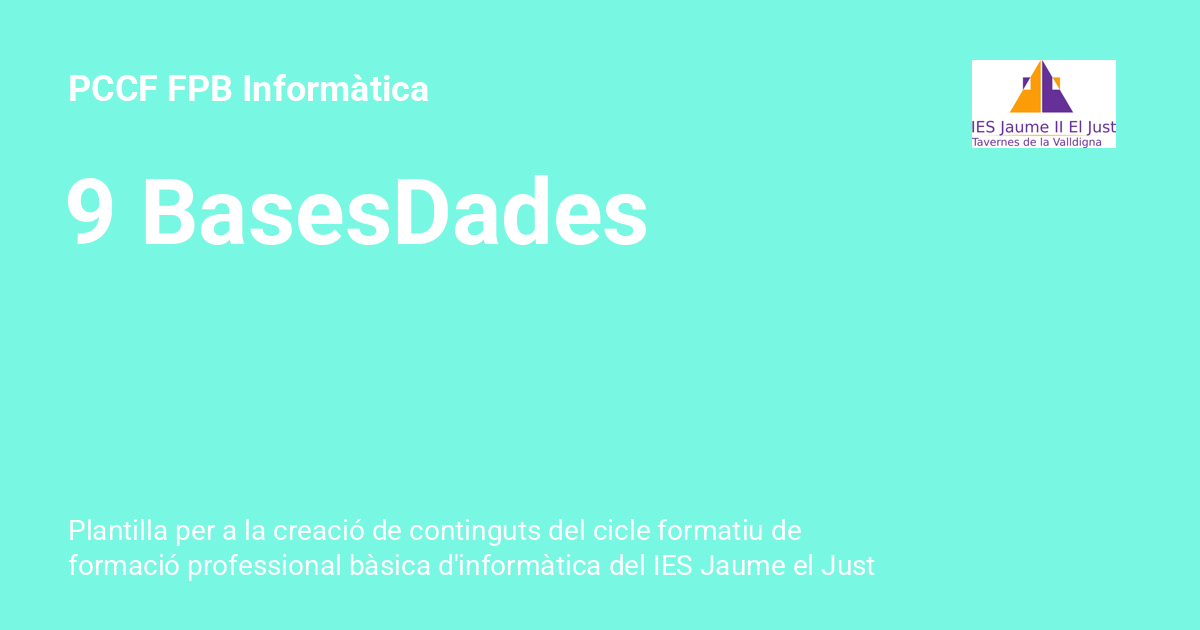 PCCF FPB Informàtica
IES Jaume II El Just
Tavernes de la Valldigna
9 BasesDades
Plantilla per a la creació de continguts del cicle formatiu de
formació professional bàsica d'informàtica del IES Jaume el Just